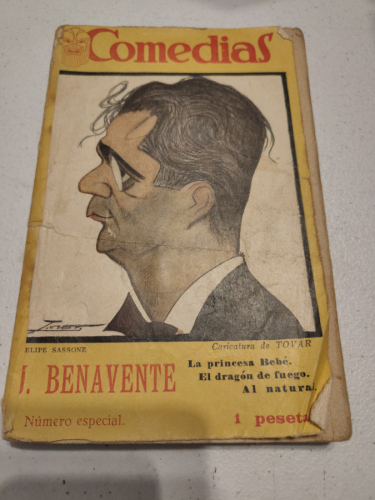 Comedias
Tovar
ELIPE SASSONE
Caricatura de TOVAR
J. BENAVENTE
La princesa Bebé.
El dragón de fuego.
Al natural.
Número especial.
1 peseta